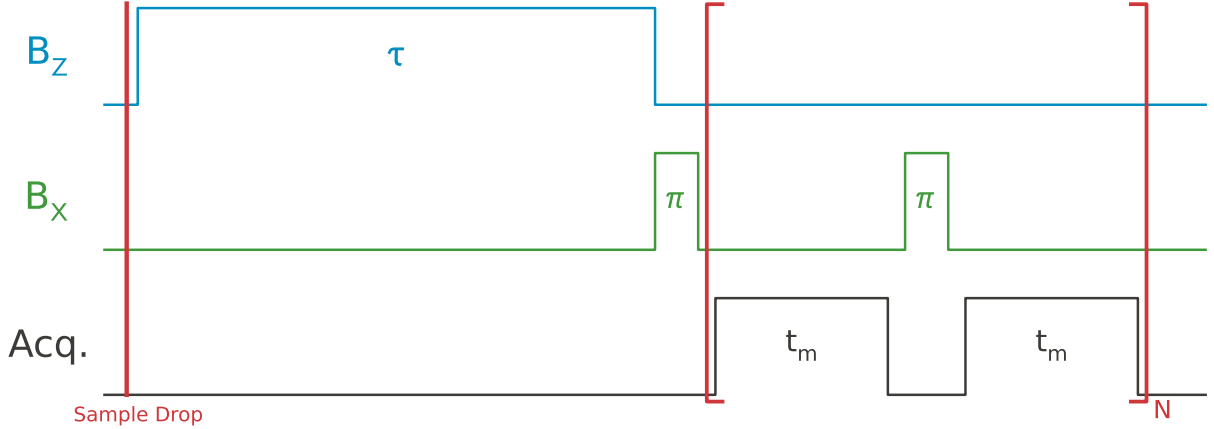 B_Z
τ
B_X
π
π
Acq.
t_m
t_m
Sample Drop
N